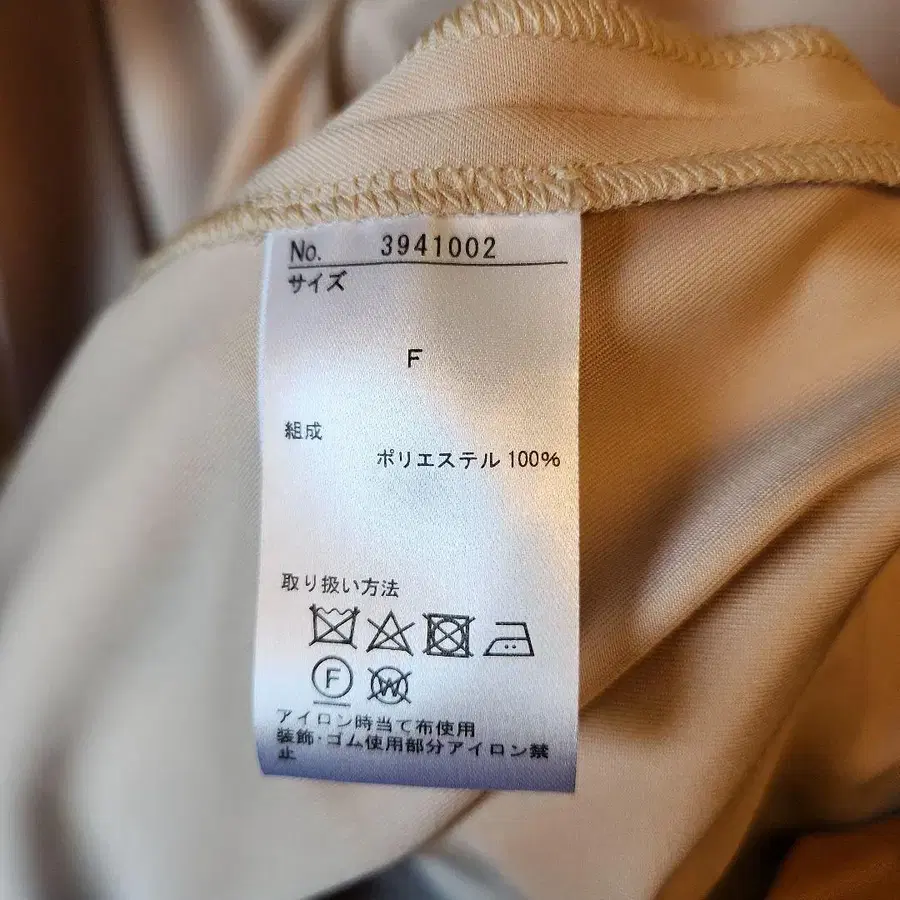 No. 3941002
サイズ
F
組成
ポリエステル 100%
取り扱い方法
F W
アイロン時当て布使用
装飾・ゴム使用部分アイロン禁
止